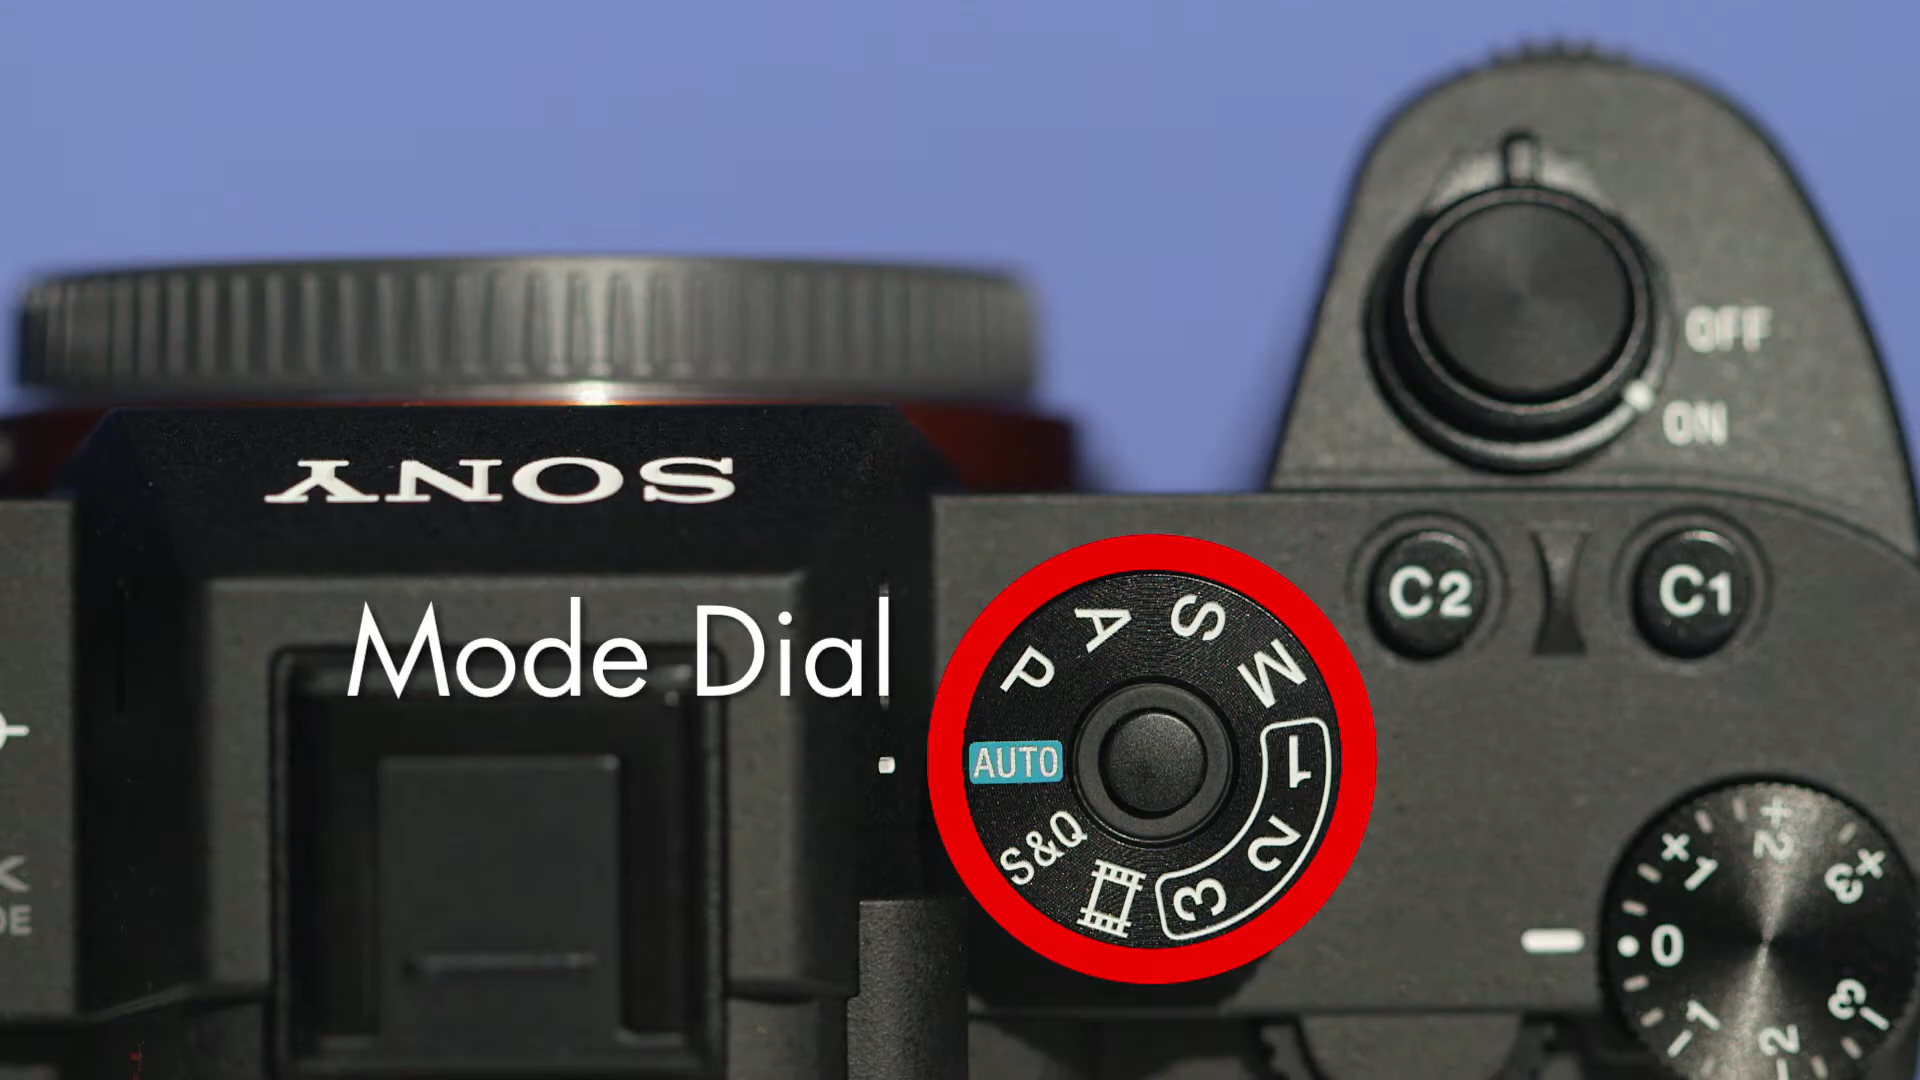 OFF
ON
SONY
C2
C1
Mode Dial
P
A
S
M
AUTO
1
2
3
S&Q
+1
+2
+3
0
-1
-2
-3